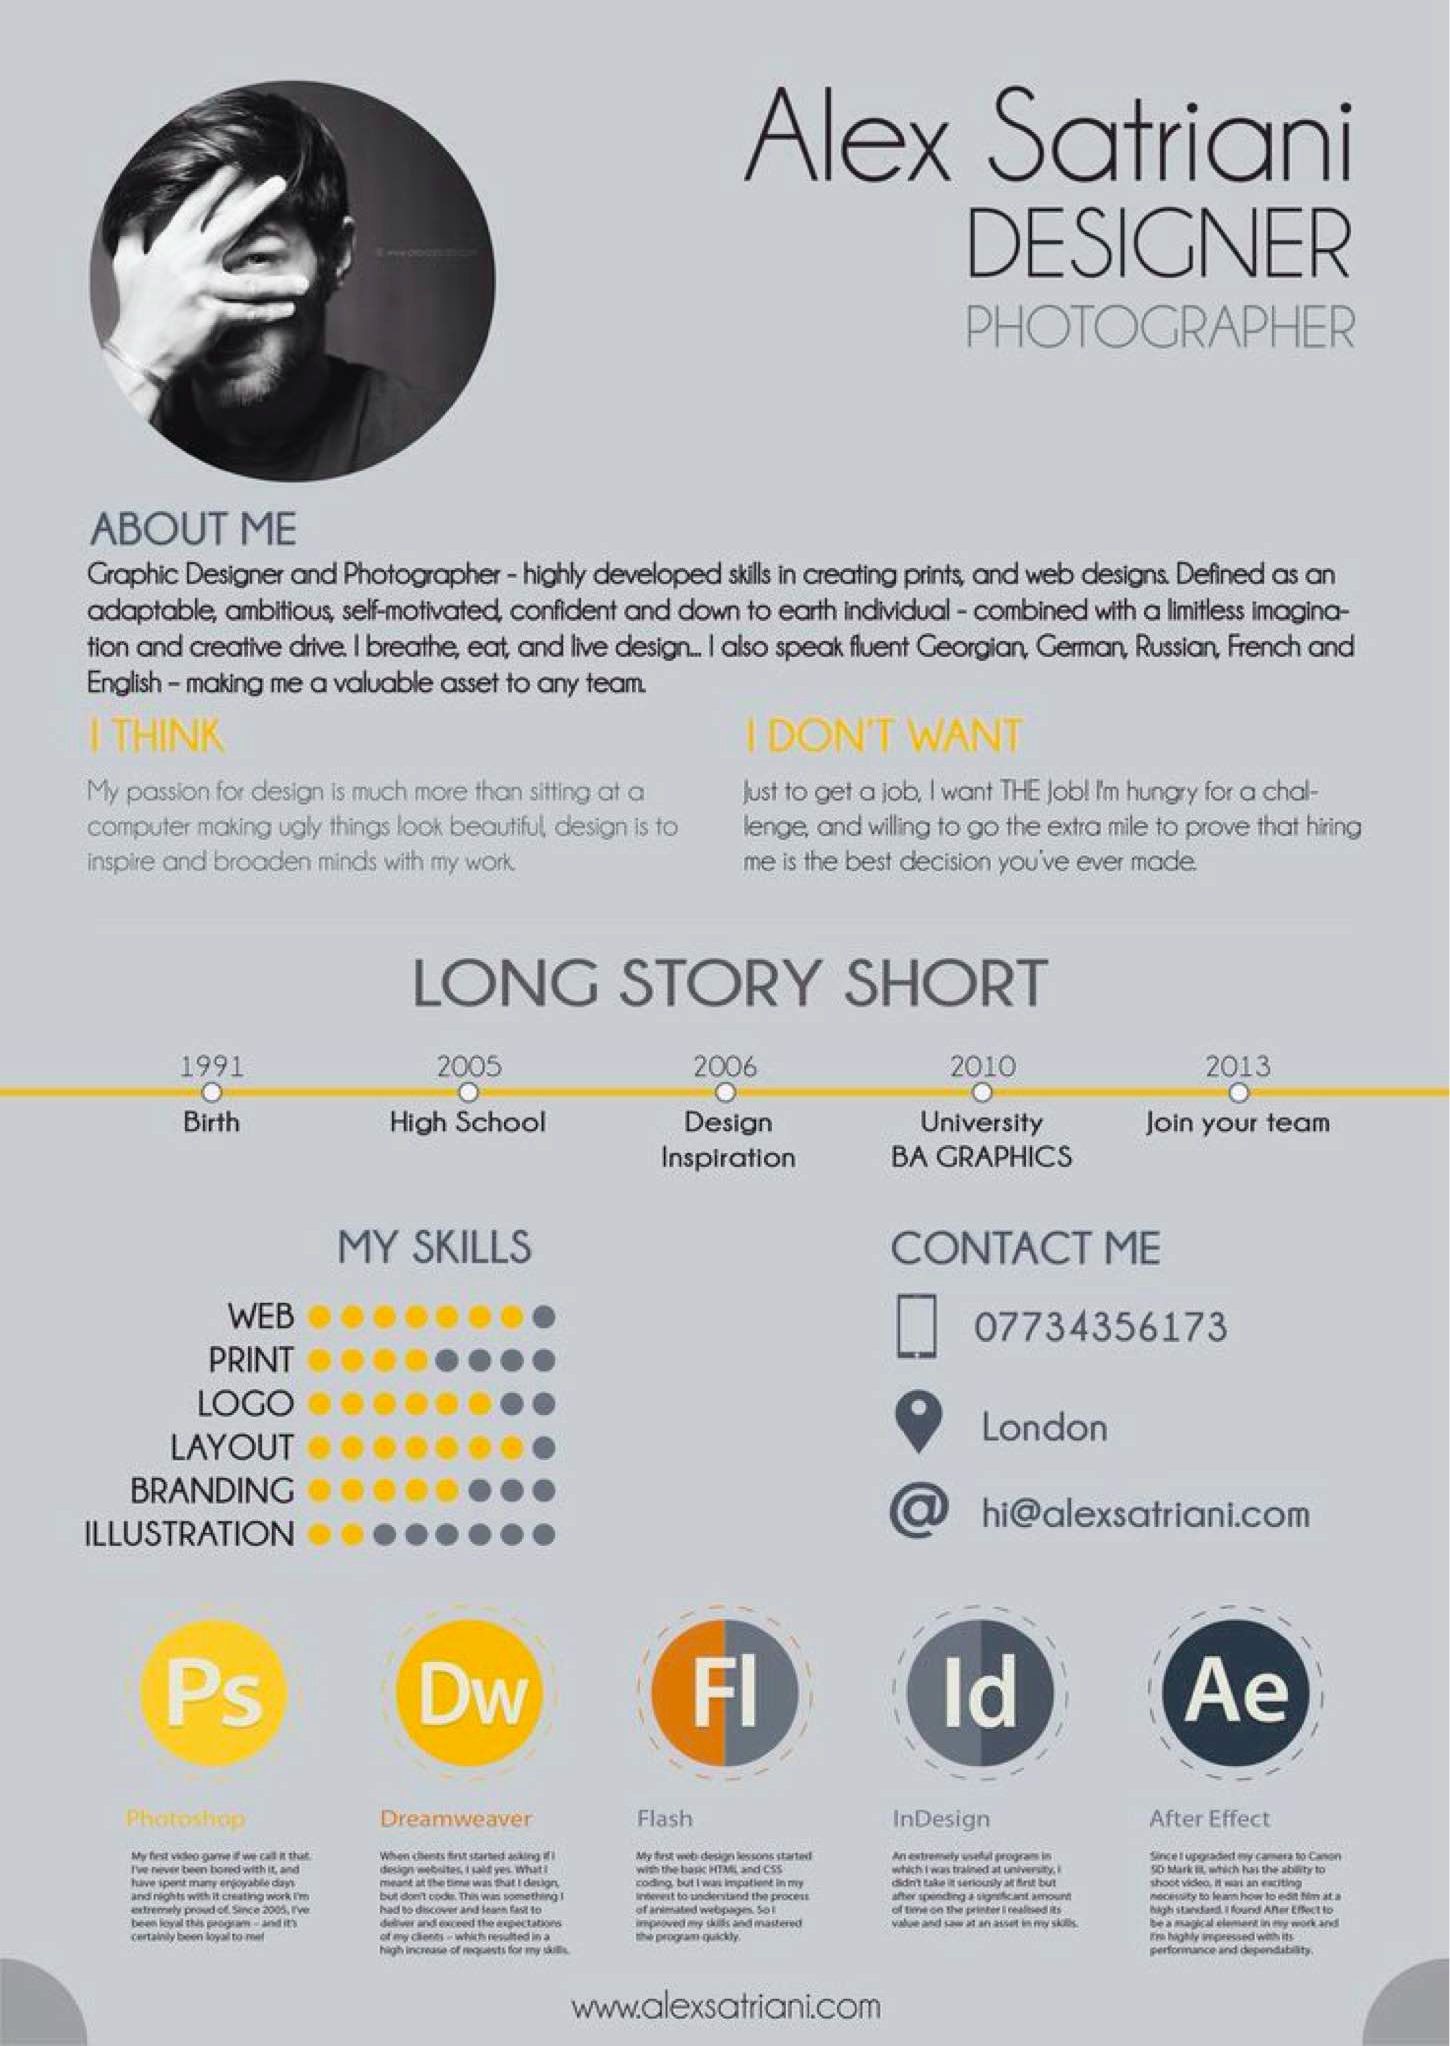 Alex Satriani
DESIGNER
PHOTOGRAPHER
ABOUT ME
Graphic Designer and Photographer - highly developed skills in creating prints, and web designs. Defined as an
adaptable, ambitious, self-motivated, confident and down to earth individual - combined with a limitless imagina-
tion and creative drive. I breathe, eat, and live design... I also speak fluent Georgian, German, Russian, French and
English – making me a valuable asset to any team.
I THINK
My passion for design is much more than sitting at a
computer making ugly things look beautiful, design is to
inspire and broaden minds with my work.
I DON'T WANT
Just to get a job, I want THE Job! I'm hungry for a chal-
lenge, and willing to go the extra mile to prove that hiring
me is the best decision you've ever made.
LONG STORY SHORT
1991
Birth
2005
High School
2006
Design
Inspiration
2010
University
BA GRAPHICS
2013
Join your team
MY SKILLS
WEB
PRINT
LOGO
LAYOUT
BRANDING
ILLUSTRATION
CONTACT ME
07734356173
London
@ hi@alexsatriani.com
Ps
Photoshop
My first video game if we call it that.
I've never been bored with it, and
have spent many enjoyable days
and nights with it creating work I'm
extremely proud of. Since 2005, I've
been loyal this program – and it's
certainly been loyal to me!
Dw
Dreamweaver
When clients first started asking if I
design websites, I said yes. What I
meant at the time was that I design,
but don't code. This was something I
had to discover and learn fast to
deliver and exceed the expectations
of my clients – which resulted in a
high increase of requests for my skills.
Fl
Flash
My first web design lessons started
with the basic HTML and CSS
coding, but I was impatient in my
interest to understand the process
of animated webpages. So I
improved my skills and mastered
the program quickly.
Id
InDesign
An extremely useful program in
which I was trained at university, I
didn't take it seriously at first but
after spending a significant amount
of time on the printer I realised its
value and saw at an asset in my skills.
Ae
After Effect
Since I upgraded my camera to Canon
5D Mark III, which has the ability to
shoot video, it was an exciting
necessity to learn how to edit film at a
high standard. I found After Effect to
be a magical element in my work and
I'm highly impressed with its
performance and dependability.
www.alexsatriani.com